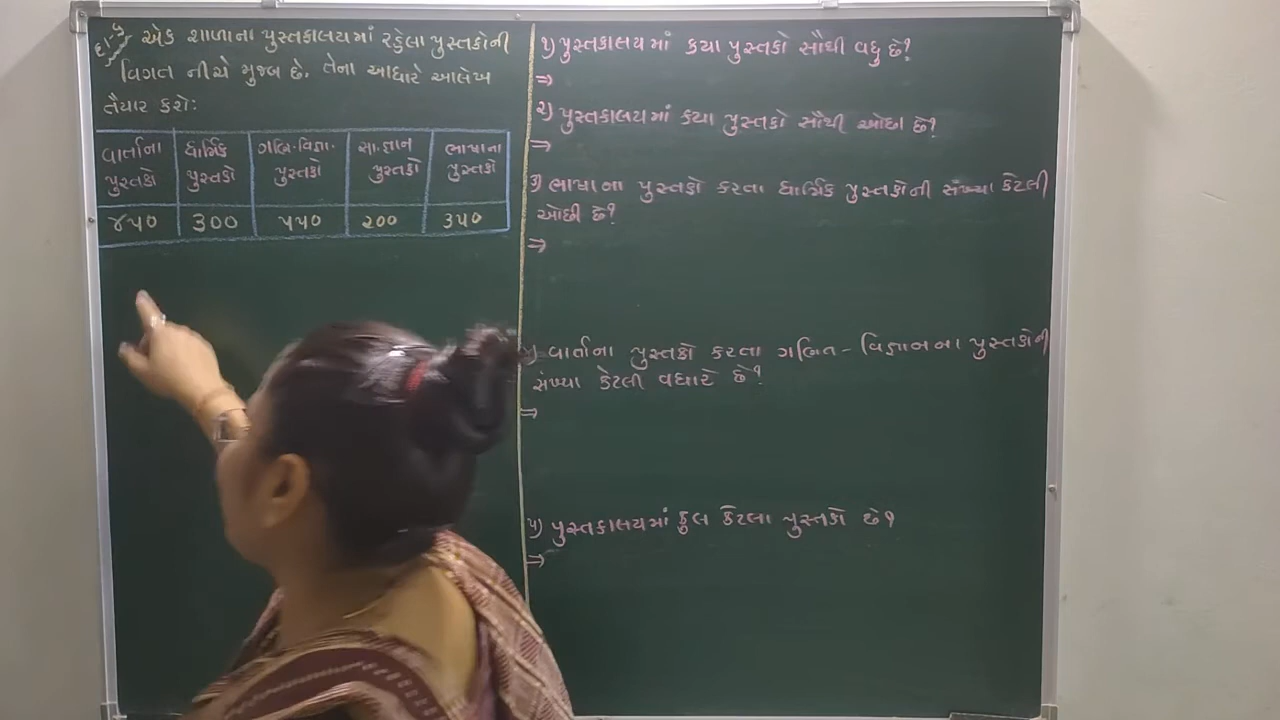 દા-૬ એક શાળાના પુસ્તકાલયમાં રહેલા પુસ્તકોની
વિગત નીચે મુજબ છે. તેના આધારે આલેખ
તૈયાર કરો:
વાર્તાના પુસ્તકો ધાર્મિક પુસ્તકો ગણિ-વિજ્ઞા. પુસ્તકો સા.જ્ઞાન પુસ્તકો ભાષાના પુસ્તકો
૪૫૦ 300 ૫૫૦ ૨૦૦ ૩૫૦
૧) પુસ્તકાલયમાં કયા પુસ્તકો સૌથી વધુ છે?
⇒
૨) પુસ્તકાલયમાં કયા પુસ્તકો સૌથી ઓછા છે?
⇒
૩) ભાષાના પુસ્તકો કરતા ધાર્મિક પુસ્તકોની સંખ્યા કેટલી
ઓછી છે?
⇒
વાર્તાના પુસ્તકો કરતા ગણિત-વિજ્ઞાનના પુસ્તકોની
સંખ્યા કેટલી વધારે છે?
⇒
૫) પુસ્તકાલયમાં કુલ કેટલા પુસ્તકો છે?
⇒